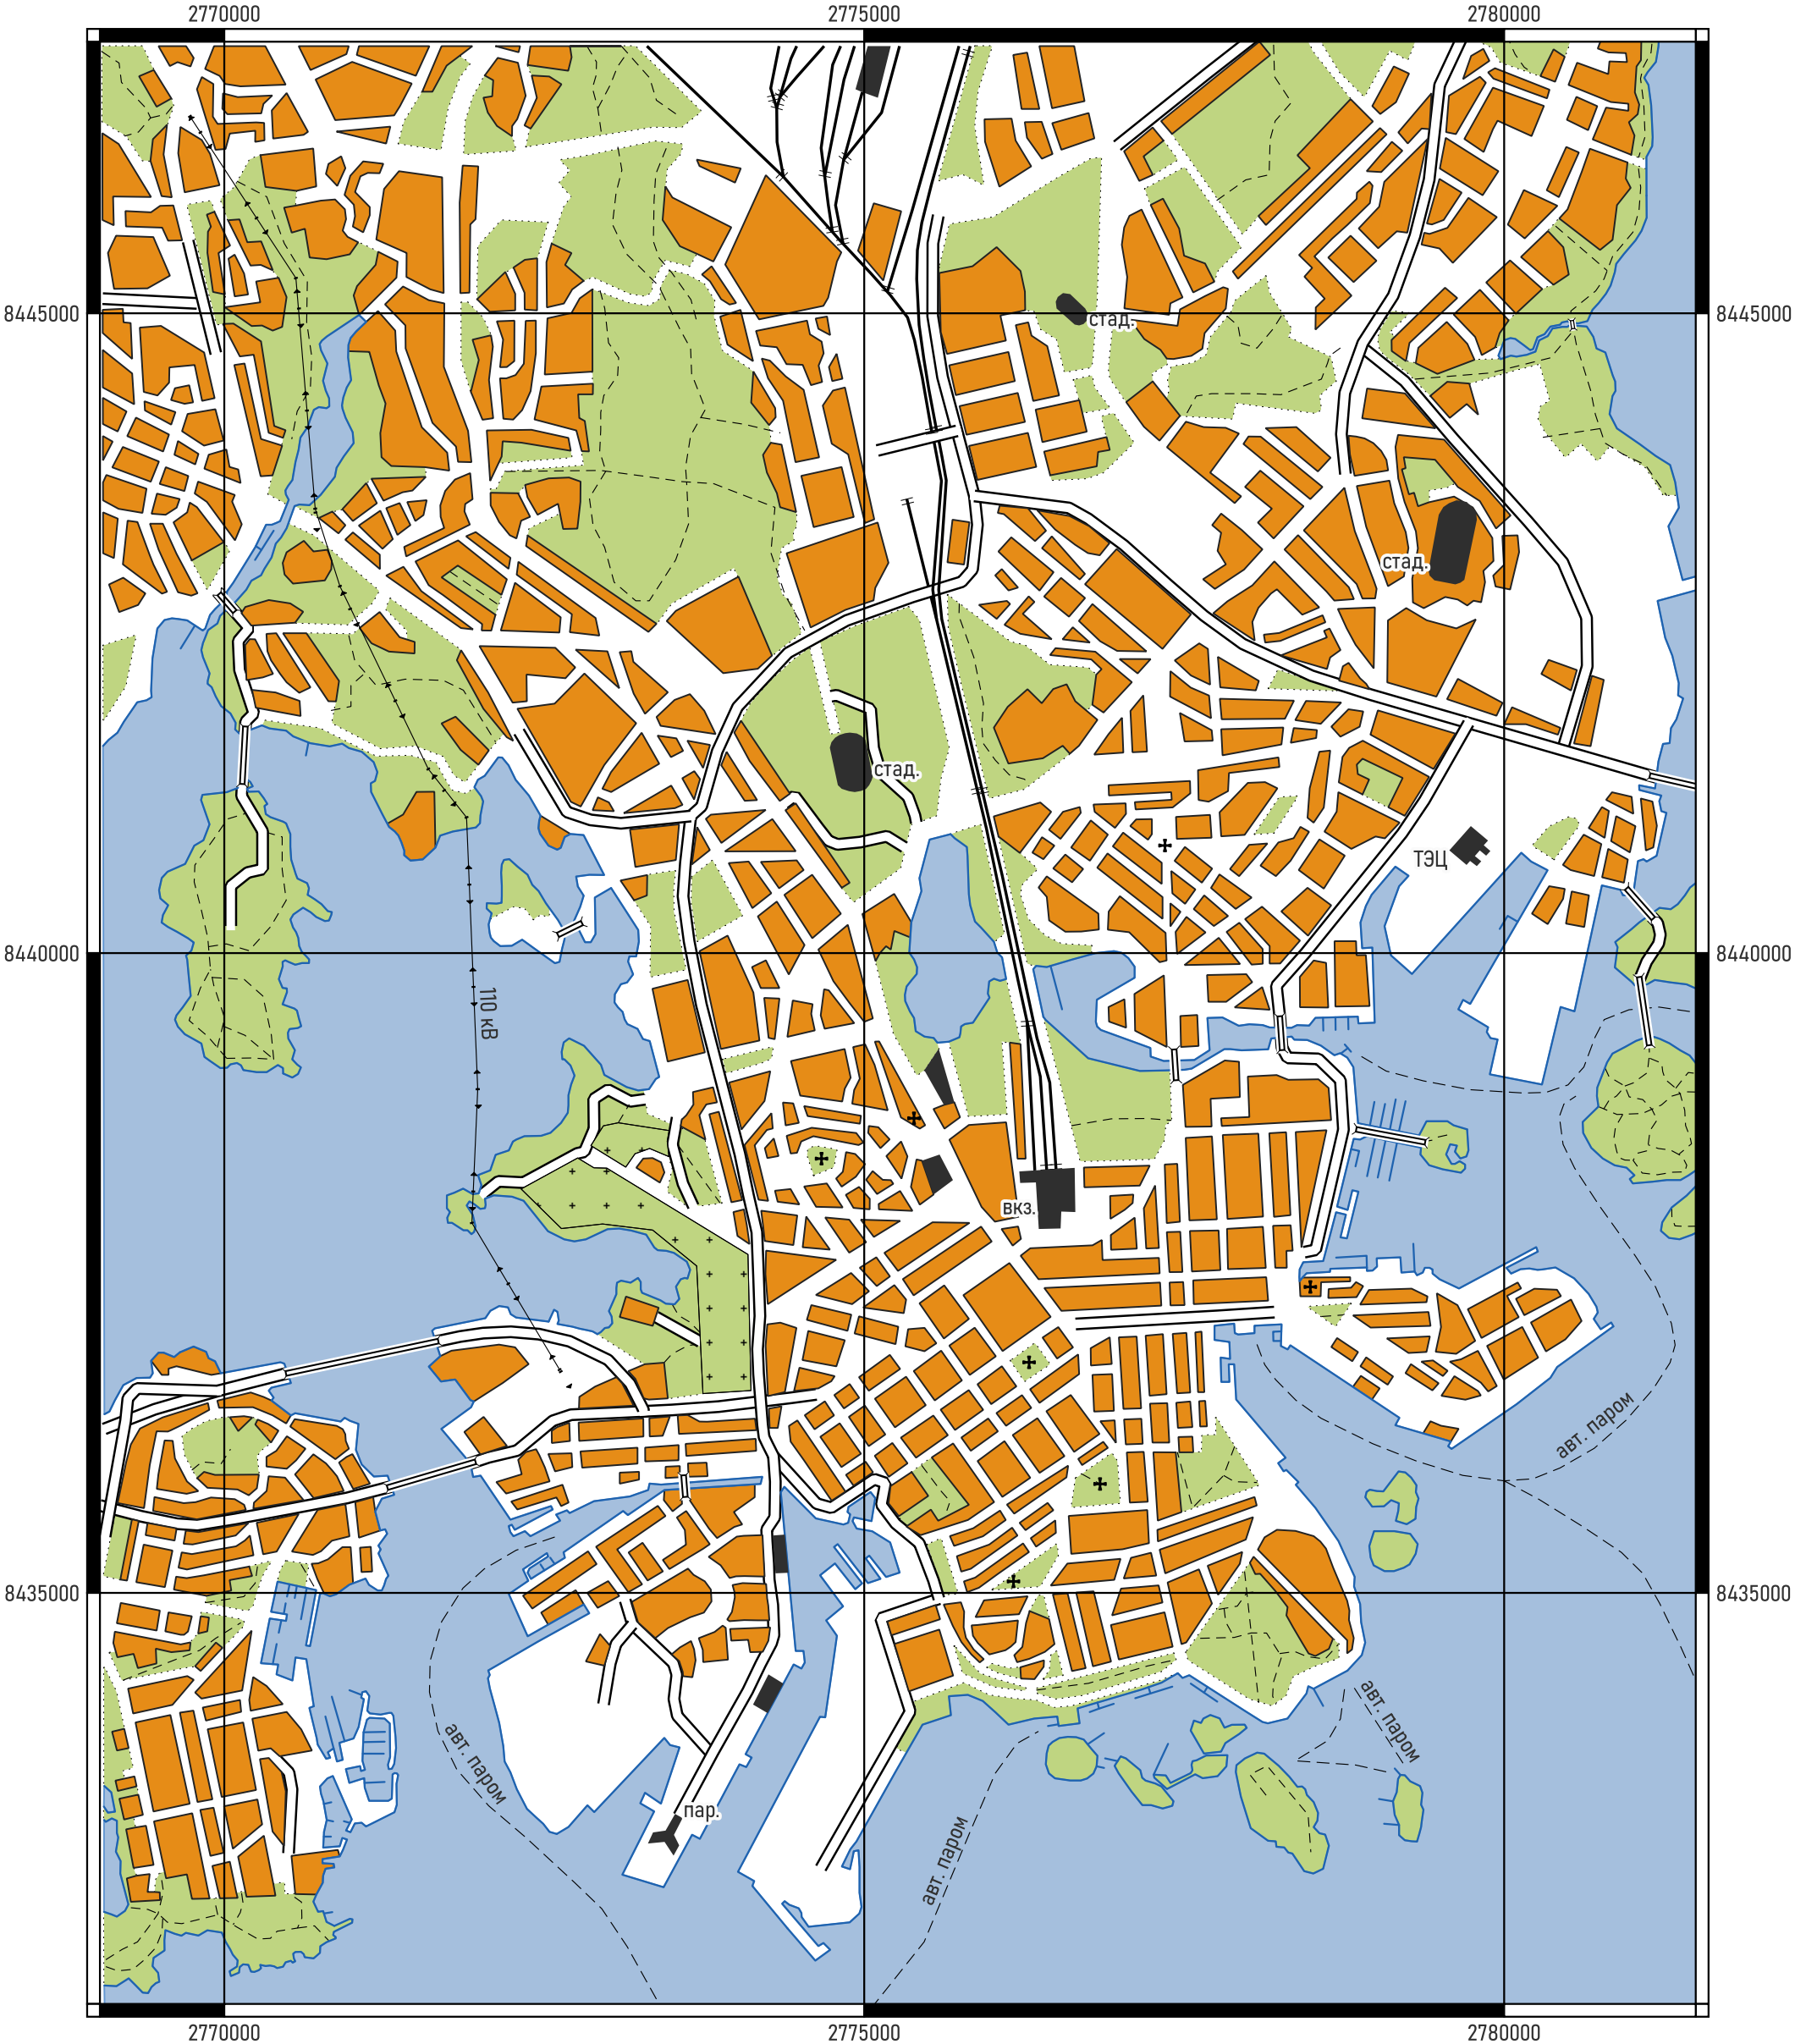 2770000 2775000 2780000
8445000 8445000
стад.
стад.
стад.
ТЭЦ
8440000 8440000
110 кВ
вкз.
авт. паром
8435000 8435000
авт. паром
авт. паром
пар.
авт. паром
2770000 2775000 2780000